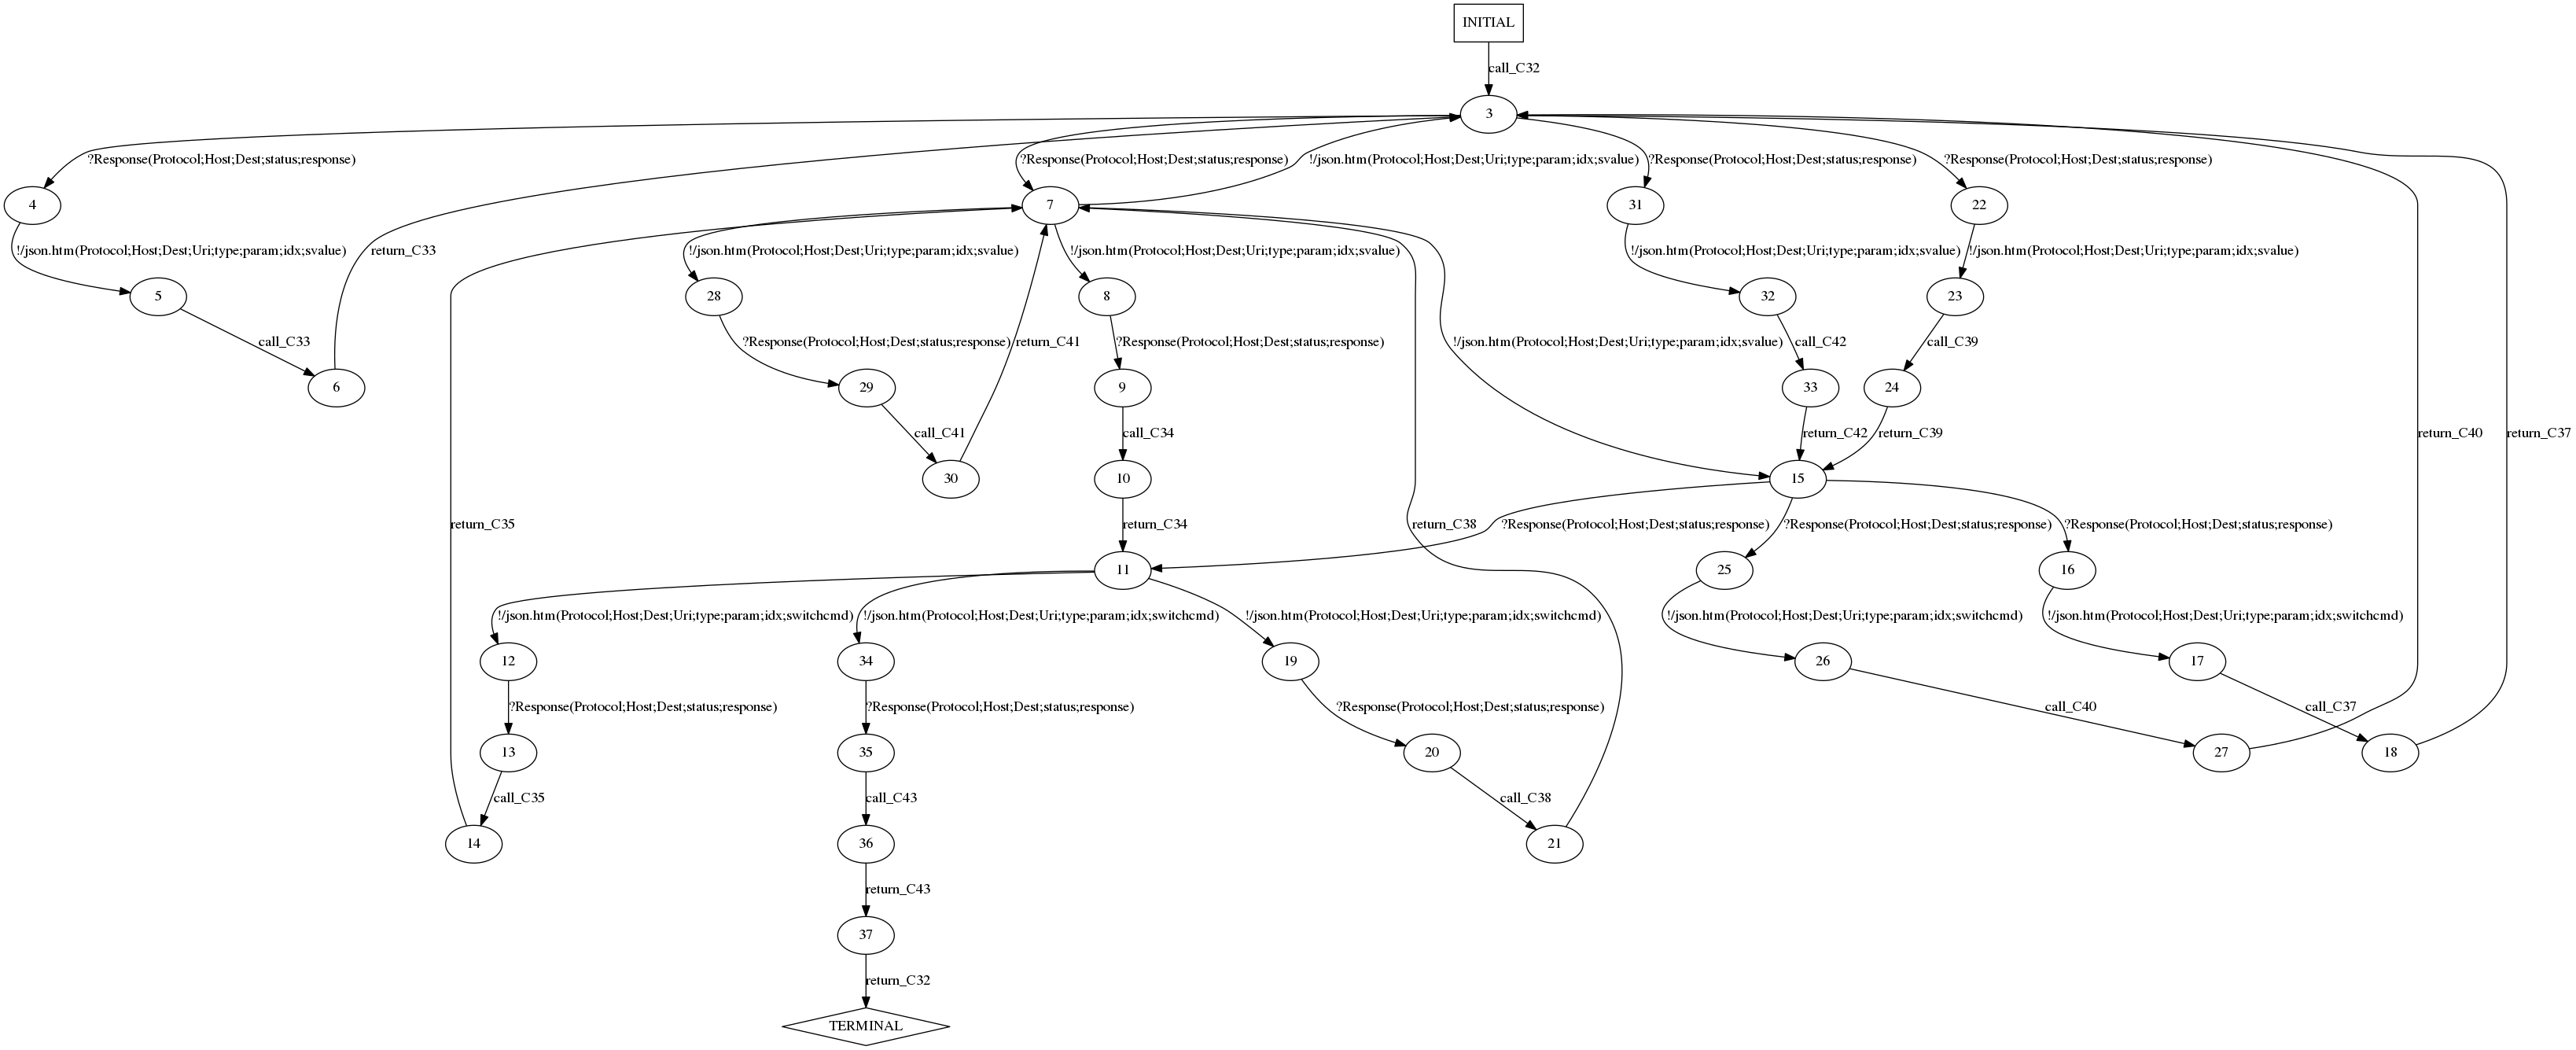 INITIAL
call_C32
3
?Response(Protocol;Host;Dest;status;response)
?Response(Protocol;Host;Dest;status;response)
!/json.htm(Protocol;Host;Dest;Uri;type;param;idx;svalue)
?Response(Protocol;Host;Dest;status;response)
?Response(Protocol;Host;Dest;status;response)
4
7
31
22
!/json.htm(Protocol;Host;Dest;Uri;type;param;idx;svalue)
return_C33
!/json.htm(Protocol;Host;Dest;Uri;type;param;idx;svalue)
!/json.htm(Protocol;Host;Dest;Uri;type;param;idx;svalue)
!/json.htm(Protocol;Host;Dest;Uri;type;param;idx;svalue)
!/json.htm(Protocol;Host;Dest;Uri;type;param;idx;svalue)
5
28
8
32
23
call_C33
?Response(Protocol;Host;Dest;status;response)
return_C41
?Response(Protocol;Host;Dest;status;response)
!/json.htm(Protocol;Host;Dest;Uri;type;param;idx;svalue)
call_C42
call_C39
6
29
9
33
24
call_C41
call_C34
return_C42
return_C39
return_C40
return_C37
30
10
15
return_C35
return_C34
return_C38
?Response(Protocol;Host;Dest;status;response)
?Response(Protocol;Host;Dest;status;response)
?Response(Protocol;Host;Dest;status;response)
11
25
16
!/json.htm(Protocol;Host;Dest;Uri;type;param;idx;switchcmd)
!/json.htm(Protocol;Host;Dest;Uri;type;param;idx;switchcmd)
!/json.htm(Protocol;Host;Dest;Uri;type;param;idx;switchcmd)
!/json.htm(Protocol;Host;Dest;Uri;type;param;idx;switchcmd)
!/json.htm(Protocol;Host;Dest;Uri;type;param;idx;switchcmd)
12
34
19
26
17
?Response(Protocol;Host;Dest;status;response)
?Response(Protocol;Host;Dest;status;response)
?Response(Protocol;Host;Dest;status;response)
call_C40
call_C37
13
35
20
27
18
call_C35
call_C43
call_C38
14
36
21
return_C43
37
return_C32
TERMINAL